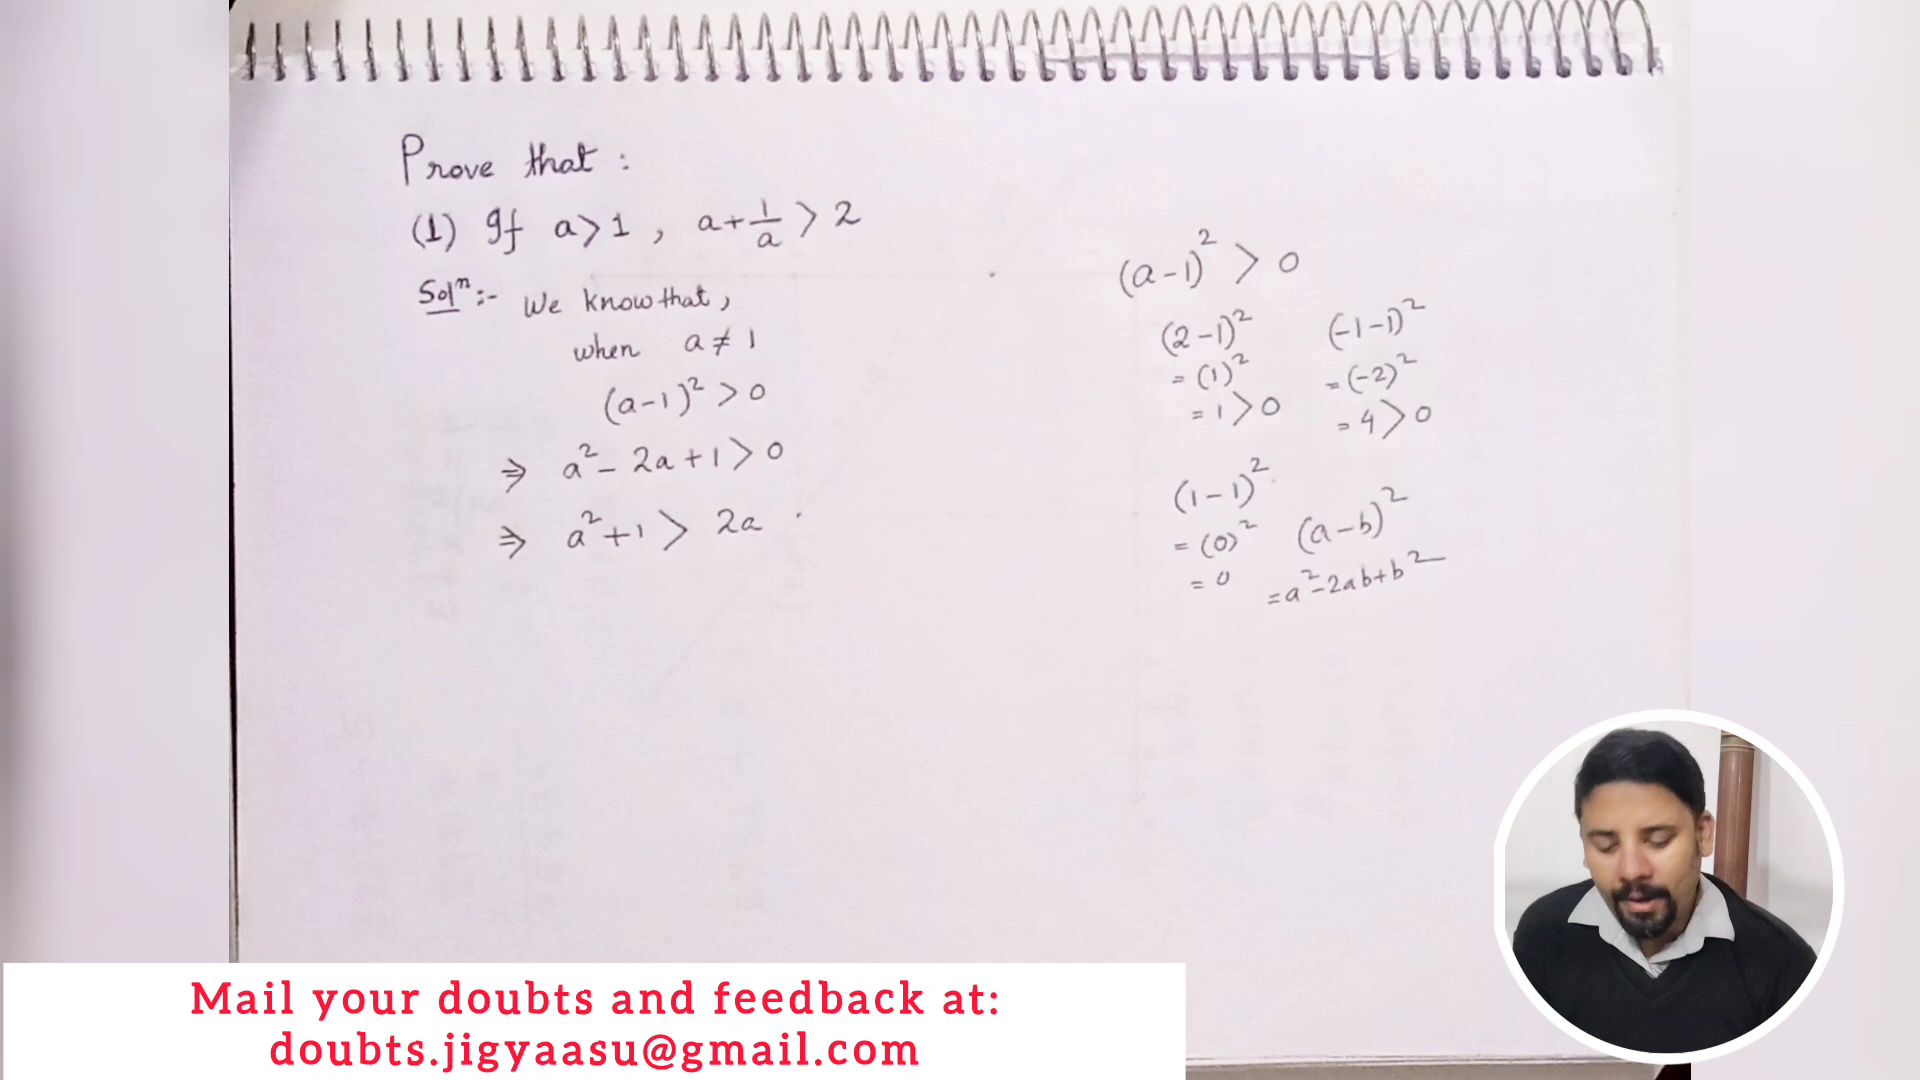 Prove that :
(1) If a>1 , a+1/a > 2
Solⁿ :- We know that,
when a ≠ 1
(a-1)² > 0
⇒ a² - 2a + 1 > 0
⇒ a² + 1 > 2a
(a-1)² > 0
(2-1)²
= (1)²
= 1 > 0
(-1-1)²
= (-2)²
= 4 > 0
(1-1)²
= (0)²
= 0
(a-b)²
= a² - 2ab + b²
Mail your doubts and feedback at:
doubts.jigyaasu@gmail.com